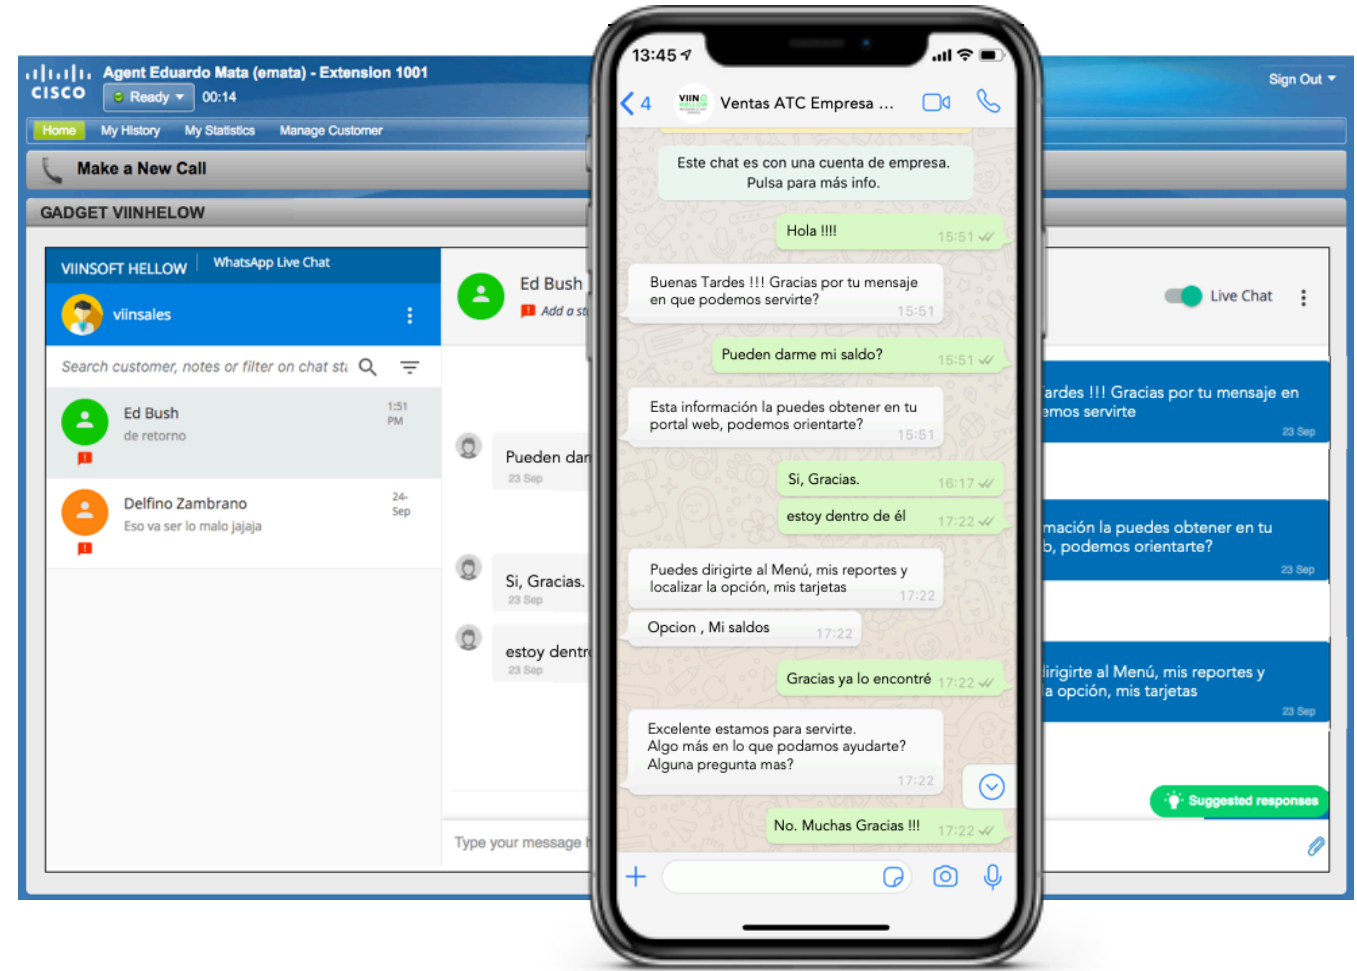 CISCO
Agent Eduardo Mata (emata) - Extension 1001
Ready
00:14
Sign Out
Home
My History
My Statistics
Manage Customer
Make a New Call
GADGET VIINHELOW
VIINSOFT HELLOW
WhatsApp Live Chat
viinsales
Search customer, notes or filter on chat
Ed Bush
1:51 PM
de retorno
Delfino Zambrano
24-Sep
Eso va ser lo malo jajaja
Ed Bush
Add a
Live Chat
Pueden
23 Sep
Si, Gracias.
23 Sep
estoy
23 Sep
Type your message
13:45
4
VIIN
HELLOW
Ventas ATC Empresa ...
Este chat es con una cuenta de empresa.
Pulsa para más info.
Hola !!!!
15:51
Buenas Tardes !!! Gracias por tu mensaje
en que podemos servirte?
15:51
Pueden darme mi saldo?
15:51
Esta información la puedes obtener en tu
portal web, podemos orientarte?
15:51
Si, Gracias.
16:17
estoy dentro de él
17:22
Puedes dirigirte al Menú, mis reportes y
localizar la opción, mis tarjetas
17:22
Opcion , Mi saldos
17:22
Gracias ya lo encontré
17:22
Excelente estamos para servirte.
Algo más en lo que podamos ayudarte?
Alguna pregunta mas?
17:22
No. Muchas Gracias !!!
17:22
!!! Gracias por tu mensaje en
servirte
23 Sep
la puedes obtener en tu
podemos orientarte?
23 Sep
al Menú, mis reportes y
opción, mis tarjetas
23 Sep
Suggested responses